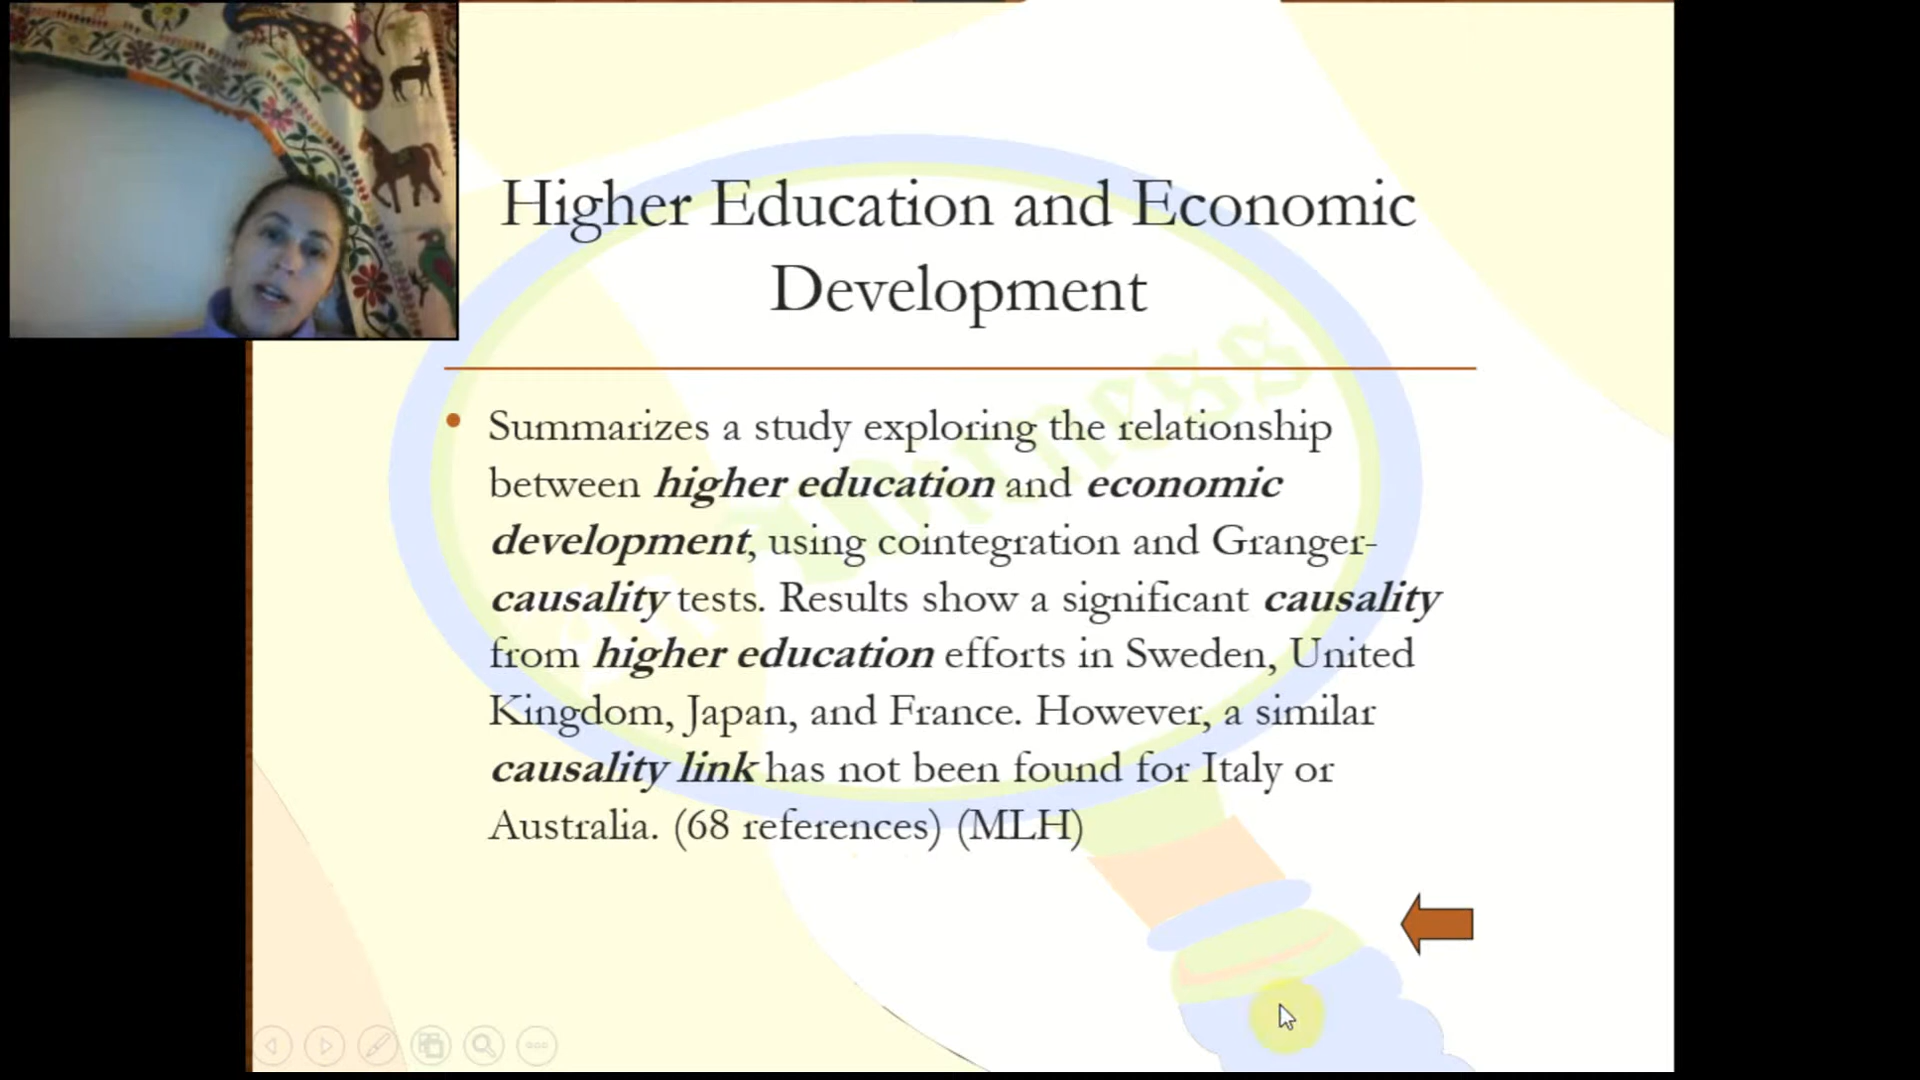 Higher Education and Economic
Development
• Summarizes a study exploring the relationship
between higher education and economic
development, using cointegration and Granger-
causality tests. Results show a significant causality
from higher education efforts in Sweden, United
Kingdom, Japan, and France. However, a similar
causality link has not been found for Italy or
Australia. (68 references) (MLH)